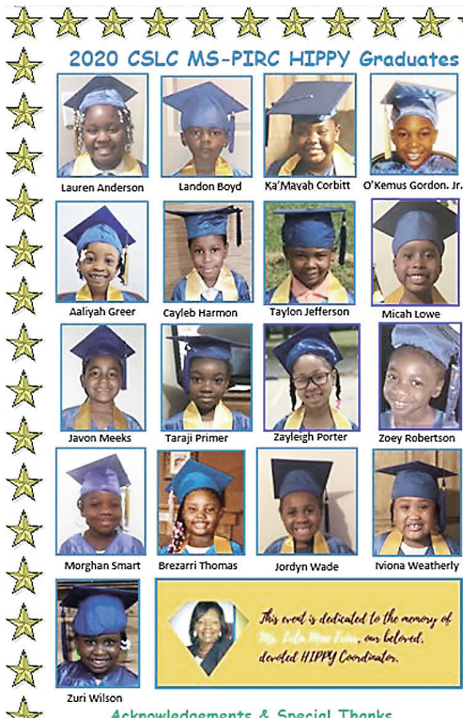 2020 CSLC MS-PIRC HIPPY Graduates
Lauren Anderson
Landon Boyd
Ka'Mayah Corbitt
O'Kemus Gordon. Jr.
Aaliyah Greer
Cayleb Harmon
Taylon Jefferson
Micah Lowe
Javon Meeks
Taraji Primer
Zayleigh Porter
Zoey Robertson
Morghan Smart
Brezarri Thomas
Jordyn Wade
Iviona Weatherly
This event is dedicated to the memory of
Ms. Lula Mae, our beloved,
devoted HIPPY Coordinator.
Zuri Wilson
Acknowledgements & Special Thanks